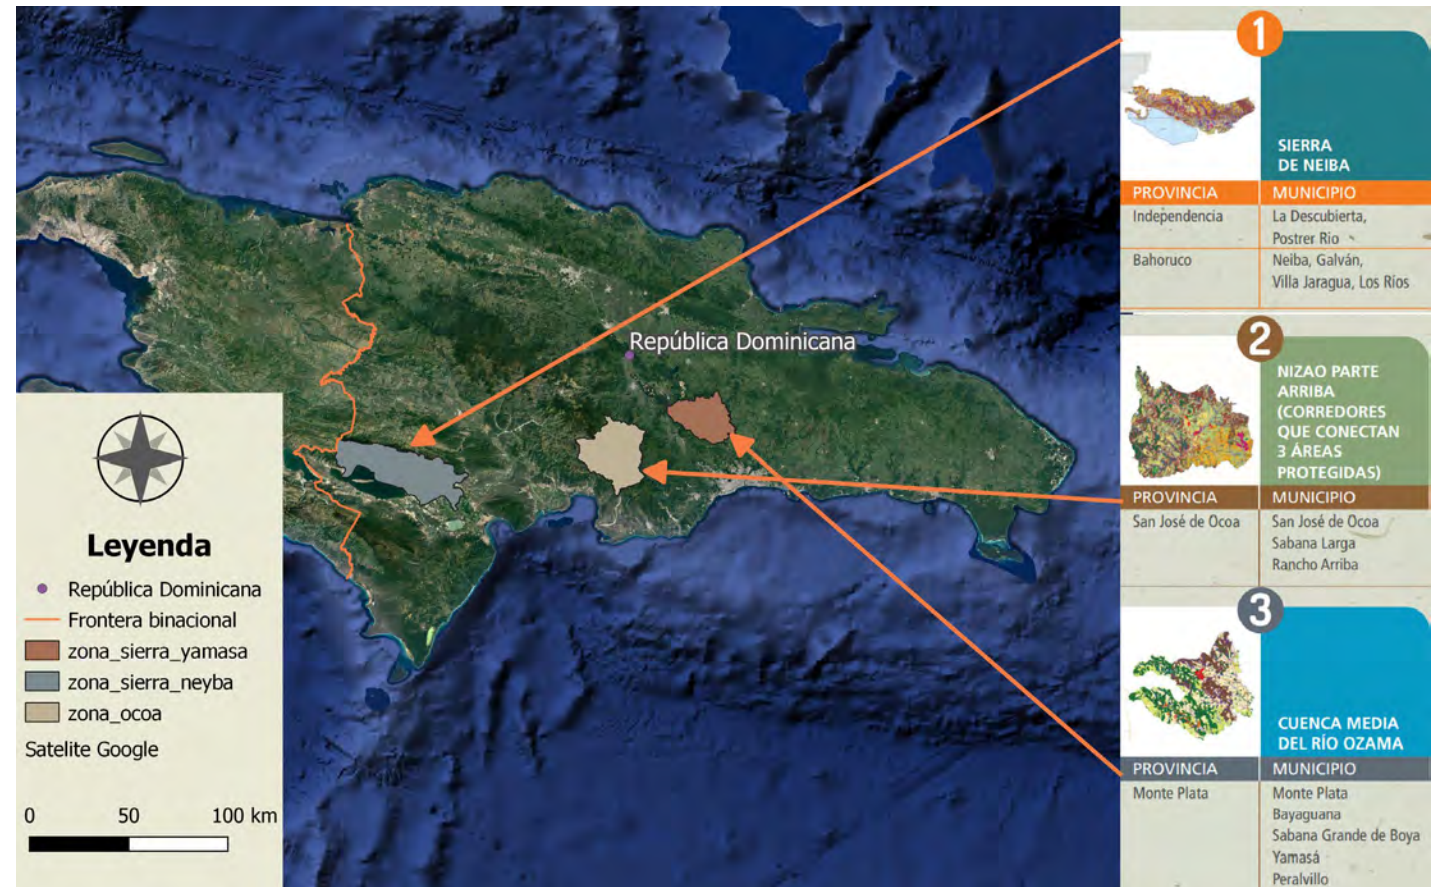 República Dominicana
Leyenda
República Dominicana
Frontera binacional
zona_sierra_yamasa
zona_sierra_neyba
zona_ocoa
Satelite Google
0 50 100 km
1
SIERRA
DE NEIBA
PROVINCIA MUNICIPIO
Independencia La Descubierta,
Postrer Río
Bahoruco Neiba, Galván,
Villa Jaragua, Los Ríos
2
NIZAO PARTE
ARRIBA
(CORREDORES
QUE CONECTAN
3 ÁREAS
PROTEGIDAS)
PROVINCIA MUNICIPIO
San José de Ocoa San José de Ocoa
Sabana Larga
Rancho Arriba
3
CUENCA MEDIA
DEL RÍO OZAMA
PROVINCIA MUNICIPIO
Monte Plata Monte Plata
Bayaguana
Sabana Grande de Boya
Yamasá
Peralvillo